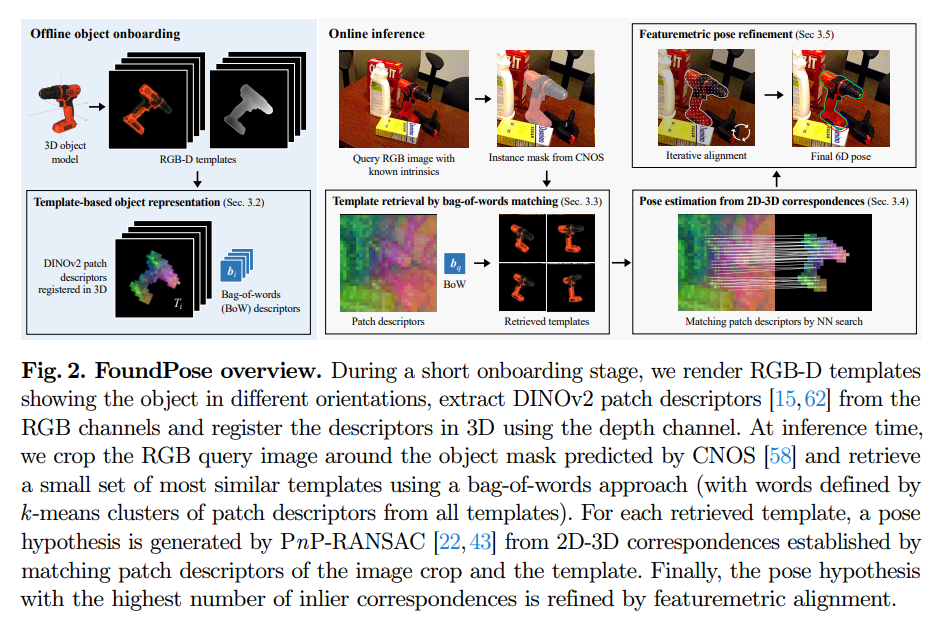 Offline object onboarding
3D object
model
RGB-D templates
Template-based object representation (Sec. 3.2)
DINOv2 patch
descriptors
registered in 3D
Tᵢ
bᵢ
Bag-of-words
(BoW) descriptors
Online inference
Query RGB image with
known intrinsics
Instance mask from CNOS
Template retrieval by bag-of-words matching (Sec. 3.3)
Patch descriptors
b_q
BoW
Retrieved templates
Featuremetric pose refinement (Sec 3.5)
Iterative alignment
Final 6D pose
Pose estimation from 2D-3D correspondences (Sec. 3.4)
Matching patch descriptors by NN search
Fig. 2. FoundPose overview. During a short onboarding stage, we render RGB-D templates
showing the object in different orientations, extract DINOv2 patch descriptors [15,62] from the
RGB channels and register the descriptors in 3D using the depth channel. At inference time,
we crop the RGB query image around the object mask predicted by CNOS [58] and retrieve
a small set of most similar templates using a bag-of-words approach (with words defined by
k-means clusters of patch descriptors from all templates). For each retrieved template, a pose
hypothesis is generated by PnP-RANSAC [22,43] from 2D-3D correspondences established by
matching patch descriptors of the image crop and the template. Finally, the pose hypothesis
with the highest number of inlier correspondences is refined by featuremetric alignment.